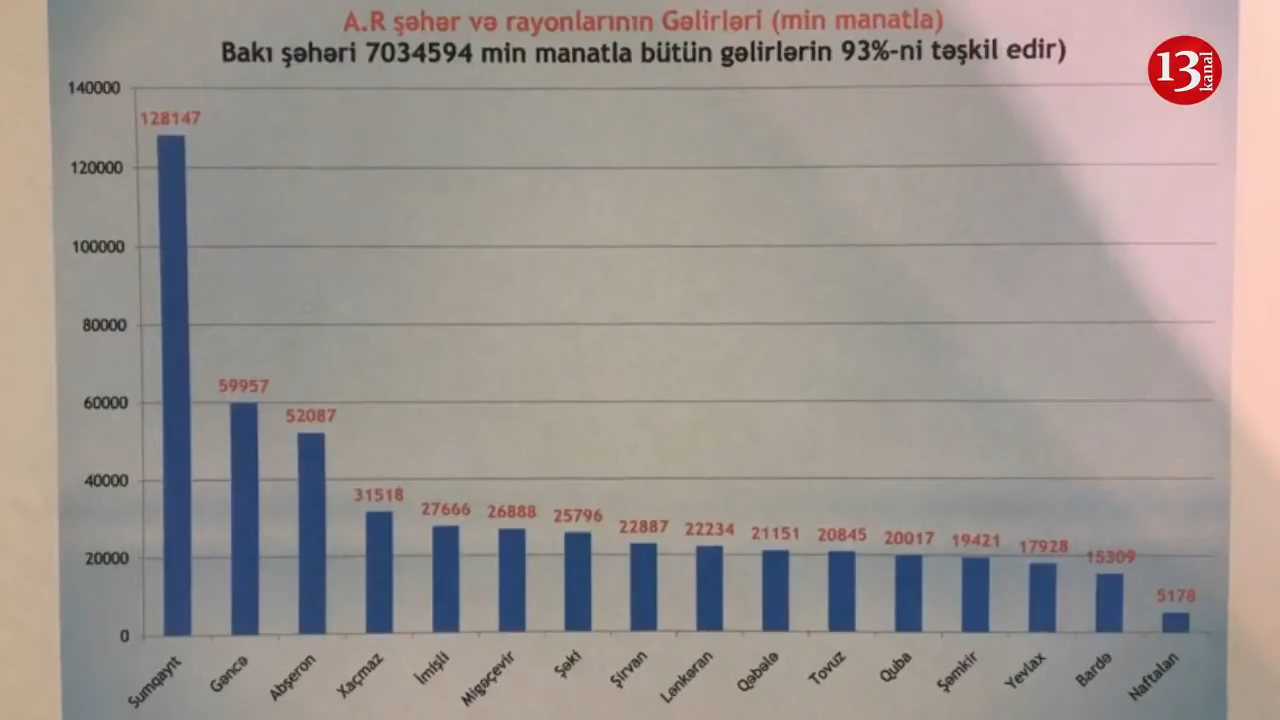 A.R şəhər və rayonlarının Gəlirləri (min manatla)
Bakı şəhəri 7034594 min manatla bütün gəlirlərin 93%-ni təşkil edir)
13 kanal
140000
120000
100000
80000
60000
40000
20000
0
128147
59957
52087
31518
27666
26888
25796
22887
22234
21151
20845
20017
19421
17928
15309
5178
Sumqayıt
Gəncə
Abşeron
Xaçmaz
İmişli
Migəçevir
Şəki
Şirvan
Lənkəran
Qəbələ
Tovuz
Quba
Şəmkir
Yevlax
Bərdə
Naftalan